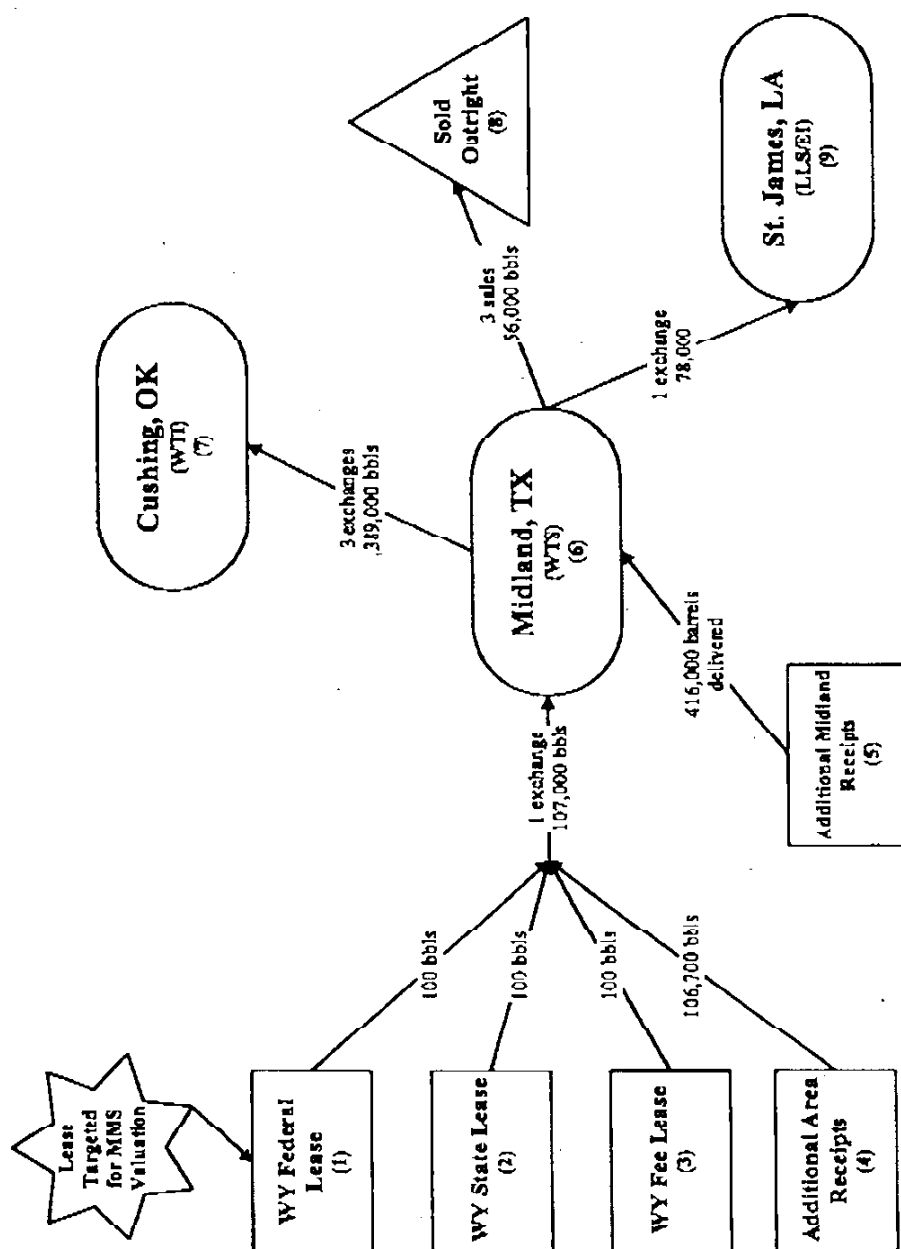 Least
Targeted
for MMS
Valuation
WY Federal
Lease
(1)
100 bbls
WY State Lease
(2)
100 bbls
WY Fee Lease
(3)
100 bbls
Additional Area
Receipts
(4)
106,700 bbls
1 exchange
107,000 bbls
Additional Midland
Receipts
(5)
416,000 barrels
delivered
Midland, TX
(WTS)
(6)
3 exchanges
,389,000 bbls
Cushing, OK
(WTI)
(7)
3 sales
56,000 bbls
Sold
Outright
(8)
1 exchange
78,000
St. James, LA
(LLS/EI)
(9)